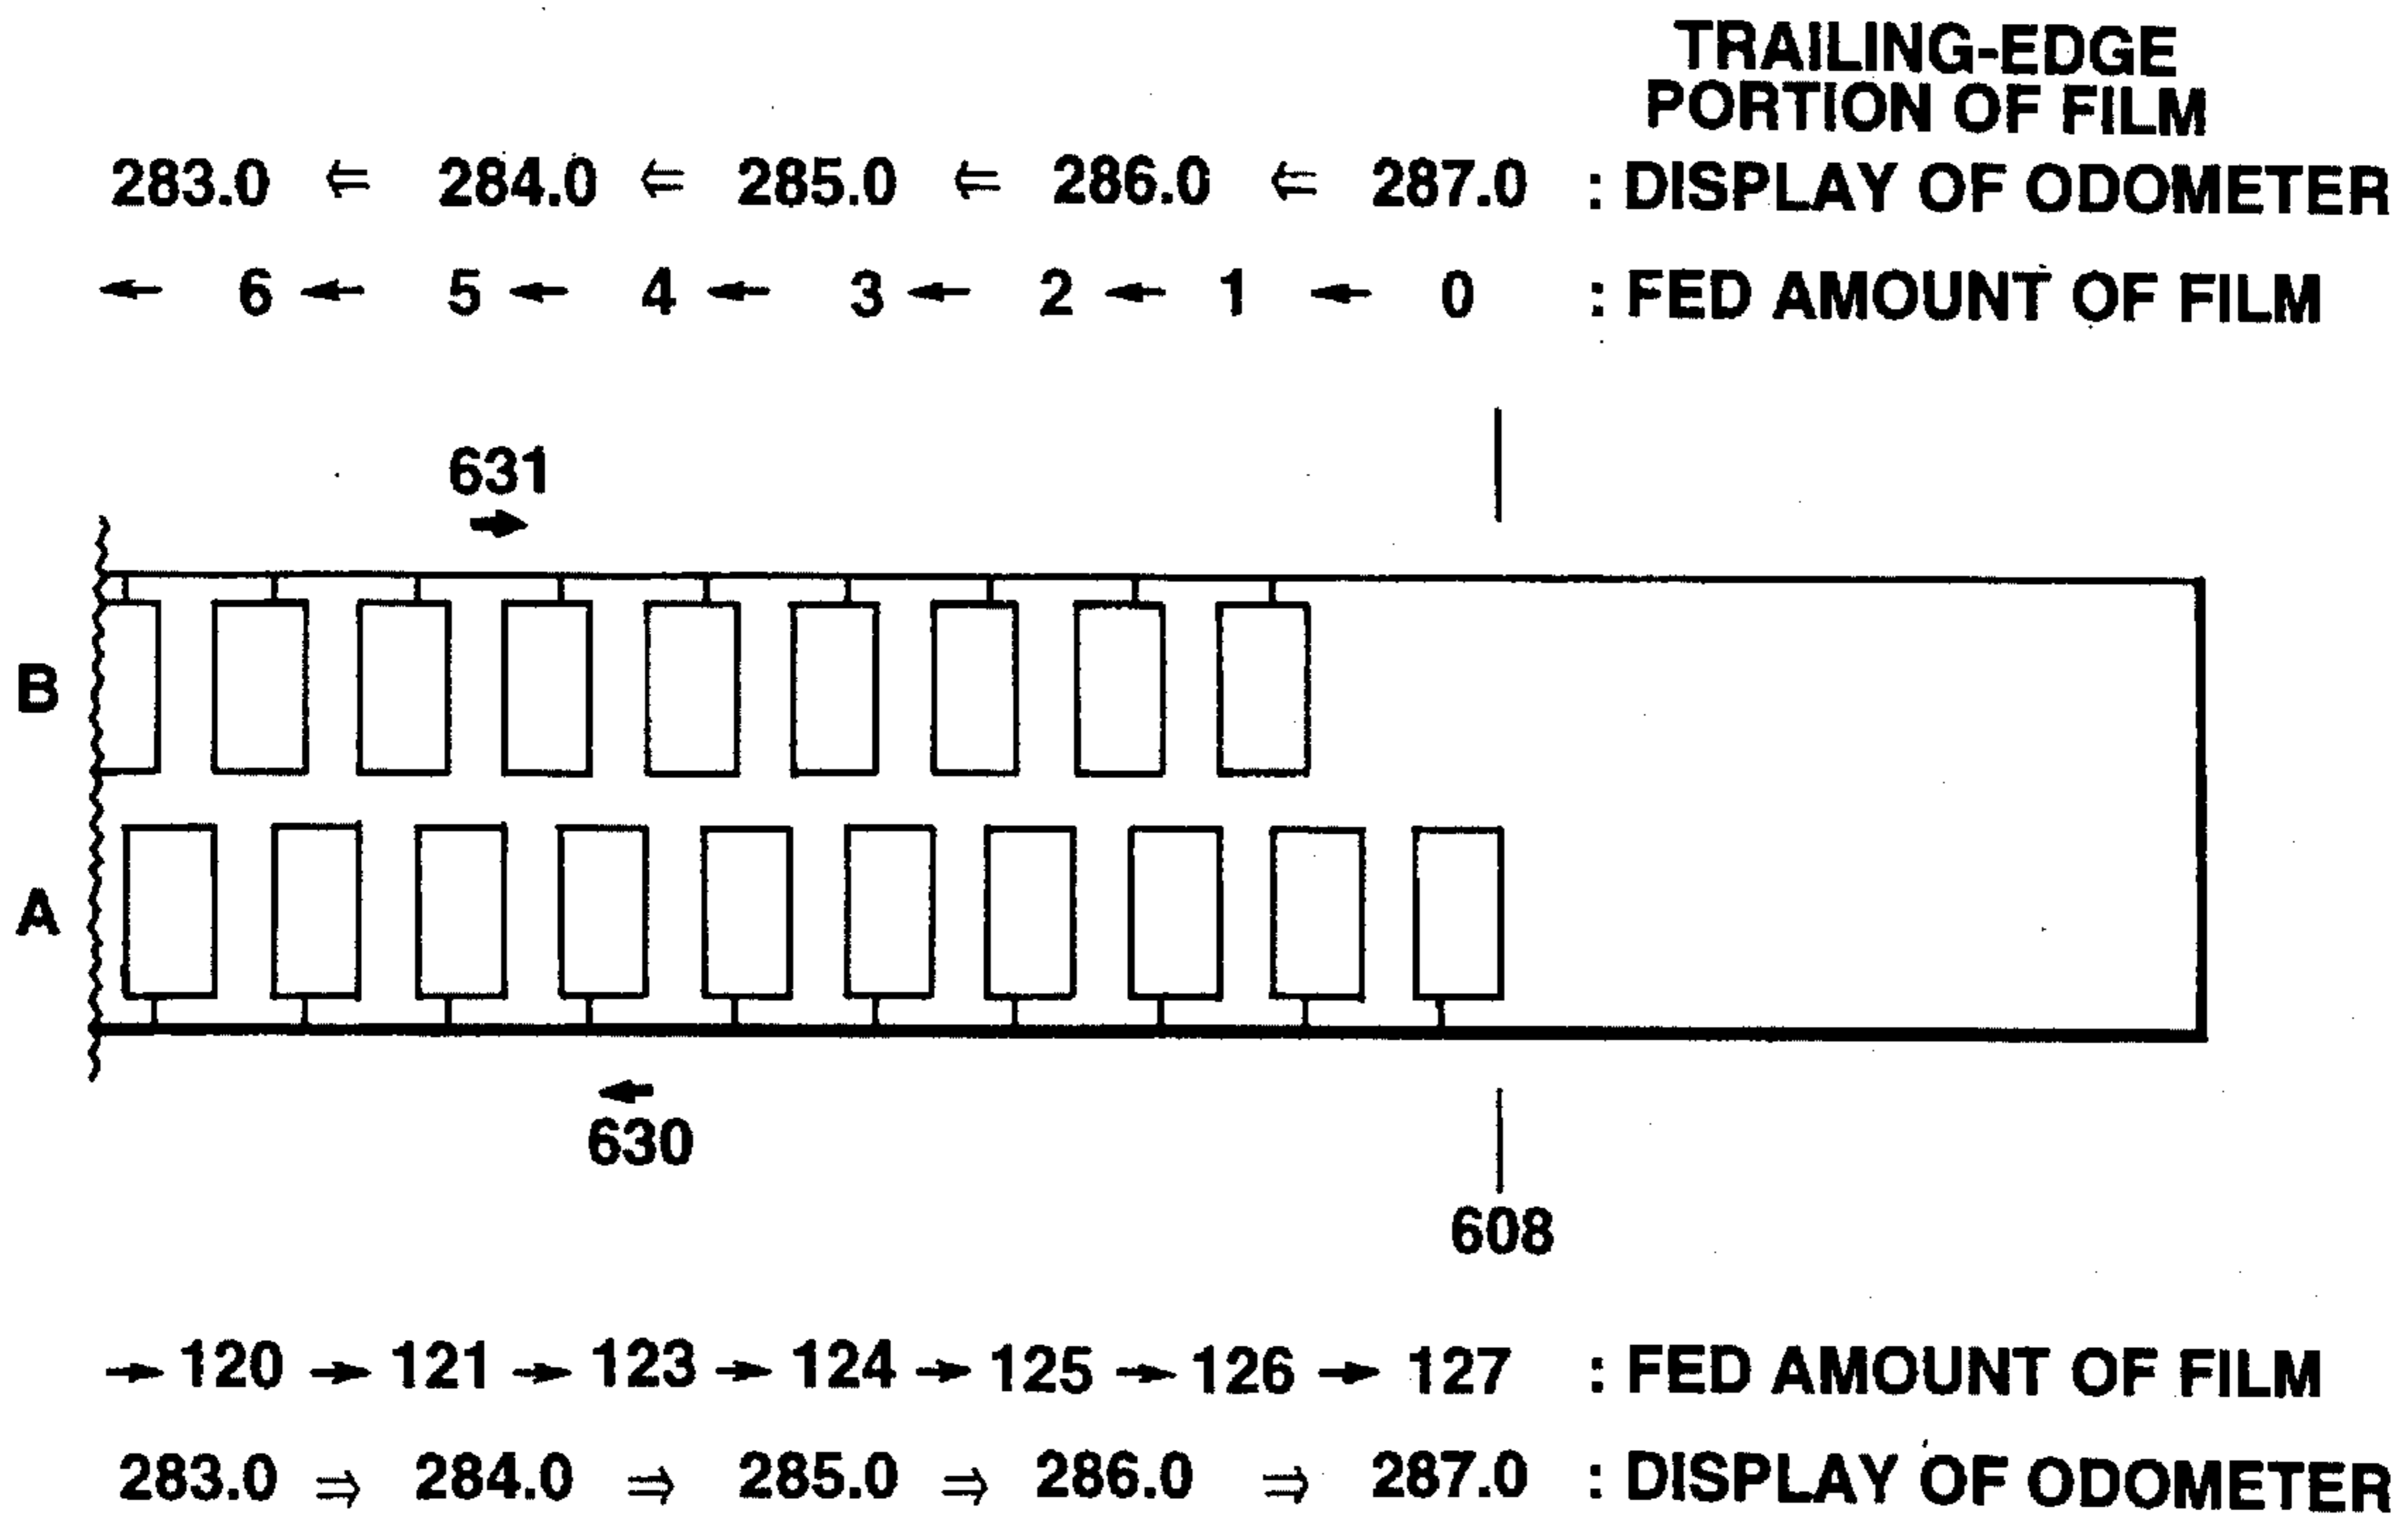 TRAILING-EDGE
PORTION OF FILM
283.0 ⇐ 284.0 ⇐ 285.0 ⇐ 286.0 ⇐ 287.0 : DISPLAY OF ODOMETER
← 6 ← 5 ← 4 ← 3 ← 2 ← 1 ← 0 : FED AMOUNT OF FILM
631
B
A
630
608
→ 120 → 121 → 123 → 124 → 125 → 126 → 127 : FED AMOUNT OF FILM
283.0 ⇒ 284.0 ⇒ 285.0 ⇒ 286.0 ⇒ 287.0 : DISPLAY OF ODOMETER